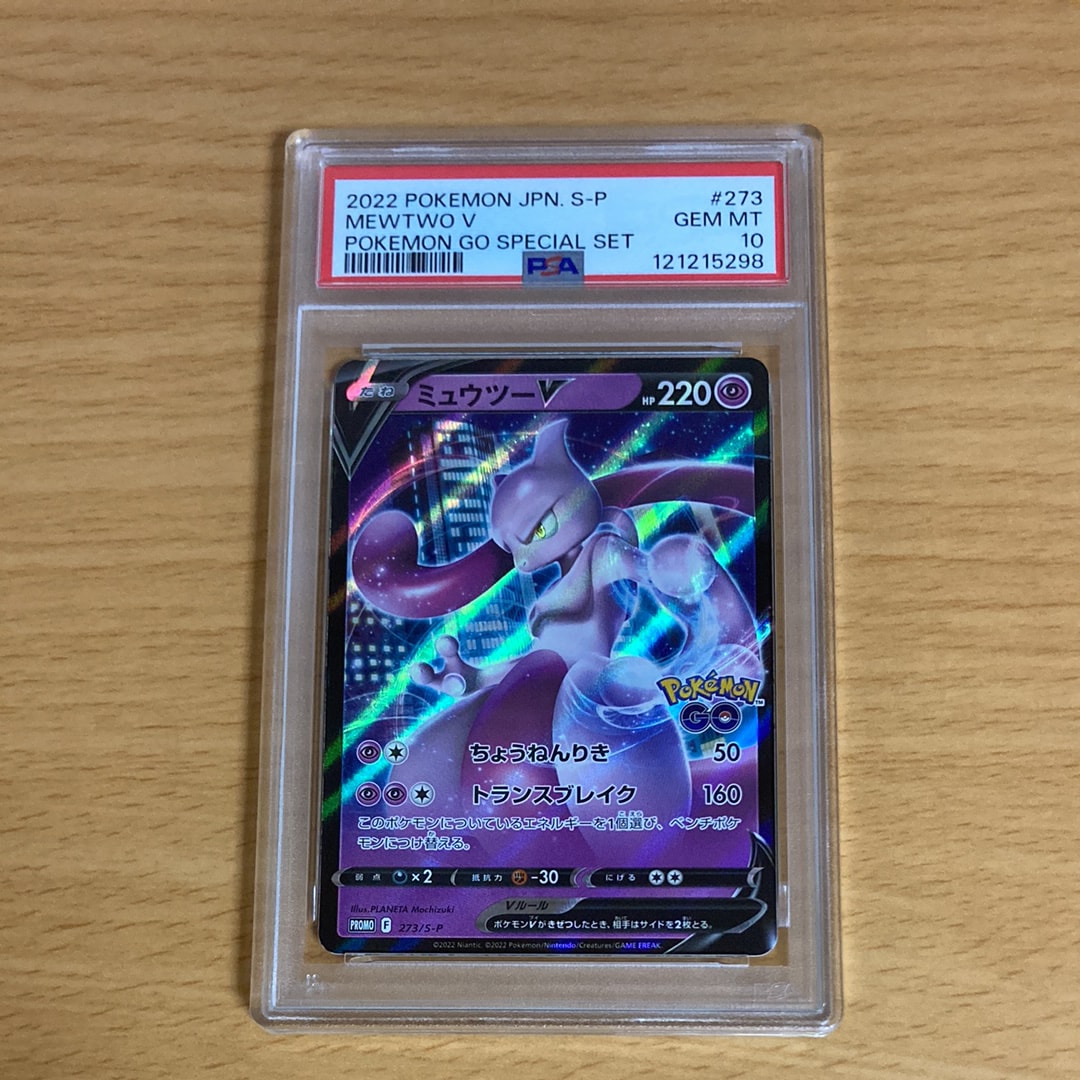 2022 POKEMON JPN. S-P #273
MEWTWO V GEM MT
POKEMON GO SPECIAL SET 10
PSA 121215298
たね ミュウツーV HP 220
Pokémon™
GO
ちょうねんりき 50
トランスブレイク 160
このポケモンについているエネルギーを1個選び、ベンチポケ
モンにつけ替える。
弱点 ×2 抵抗力 -30 にげる
Illus. PLANETA Mochizuki
Vルール
PROMO F 273/S-P
ポケモンVがきぜつしたとき、相手はサイドを2枚とる。
©2022 Niantic. ©2022 Pokémon/Nintendo/Creatures/GAME FREAK.